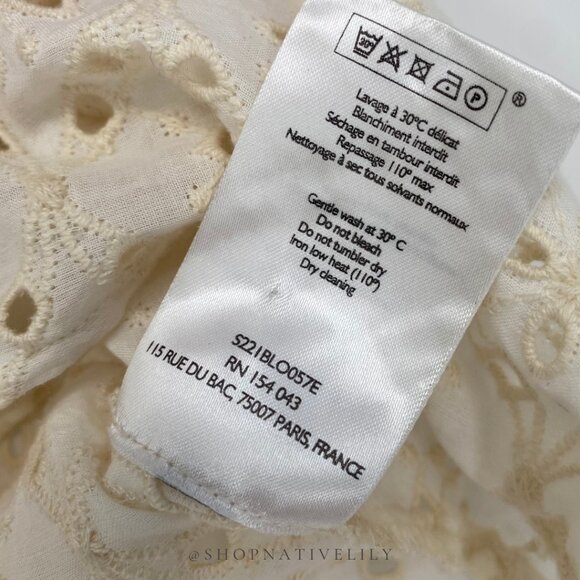 30°
P
®
Lavage à 30°C délicat
Blanchiment interdit
Séchage en tambour interdit
Repassage 110° max
Nettoyage à sec tous solvants normaux
Gentle wash at 30° C
Do not bleach
Do not tumbler dry
Iron low heat (110°)
Dry cleaning
S221BLO057E
RN 154 043
115 RUE DU BAC, 75007 PARIS, FRANCE
@SHOPNATIVELILY